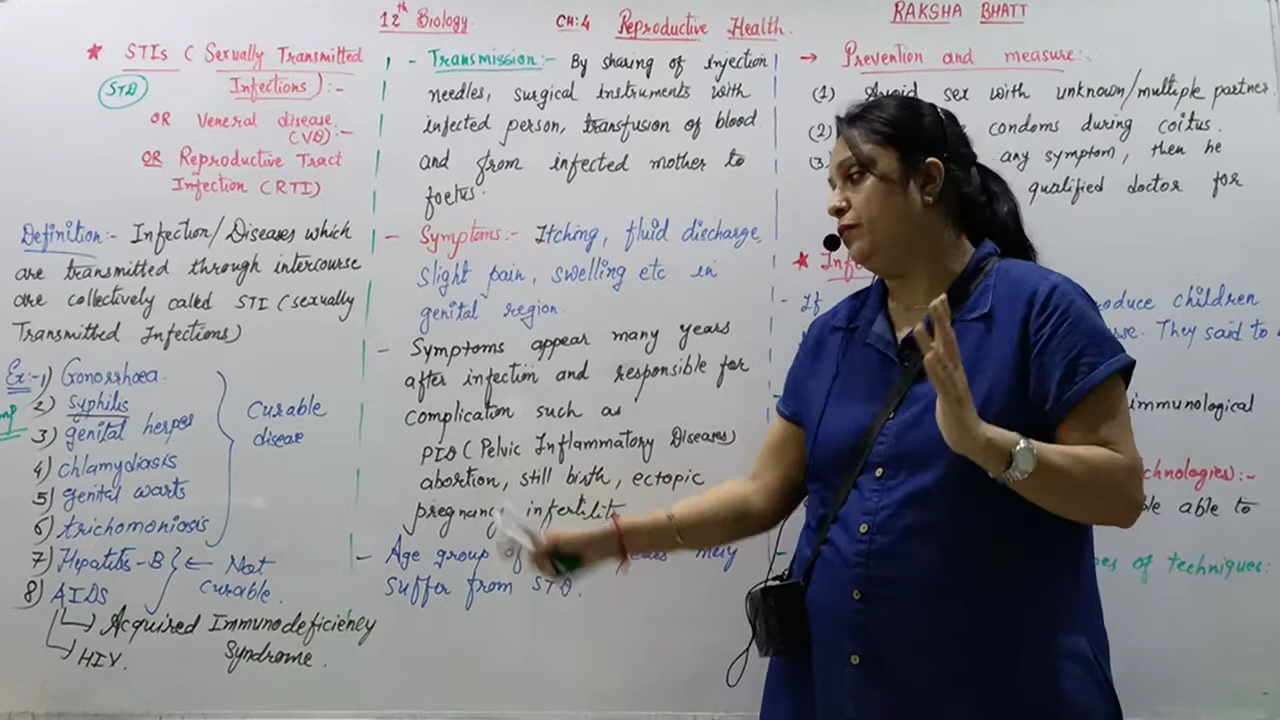 12th Biology
CH:4 Reproductive Health
RAKSHA BHATT
★ STIs (Sexually Transmitted
STD
Infections) :-
OR Veneral disease
(VD):-
OR Reproductive Tract
Infection (RTI)
Definition:- Infection/Diseases which
are transmitted through intercourse
are collectively called STI (sexually
Transmitted Infections)
Ex:- 1) Gonorrhoea
2) syphilis
3) genital herpes
4) chlamydiasis
5) genital warts
6) trichomoniasis
Curable
disease
7) Hepatitis-B
8) AIDS
← Not
curable.
Acquired Immunodeficiency
Syndrome.
HIV.
- Transmission:- By sharing of injection
needles, surgical instruments with
infected person, transfusion of blood
and from infected mother to
foetus.
- Symptoms:- Itching, fluid discharge,
slight pain, swelling etc in
genital region.
- Symptoms appear many years
after infection and responsible for
complication such as
PID (Pelvic Inflammatory Diseases)
abortion, still birth, ectopic
pregnancy infertility
- Age group of may
suffer from STD.
→ Prevention and measure:-
(1) Avoid sex with unknown/multiple partner
(2) condoms during coitus.
(3. any symptom, then he
qualified doctor for
★
- If children
They said to
immunological
able to
of techniques: